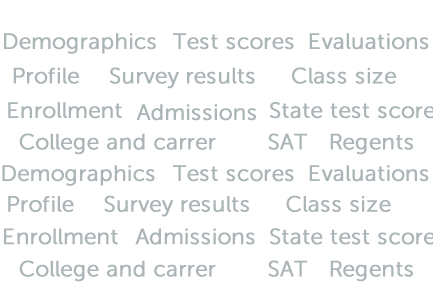 Demographics Test scores Evaluations
Profile Survey results Class size
Enrollment Admissions State test score
College and carrer SAT Regents
Demographics Test scores Evaluations
Profile Survey results Class size
Enrollment Admissions State test score
College and carrer SAT Regents